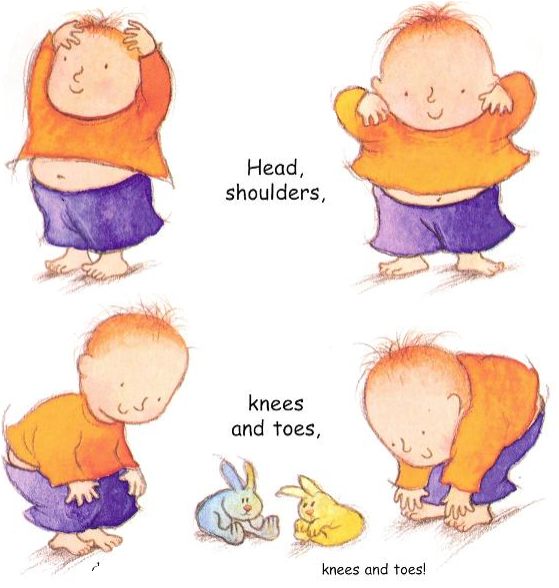 Head,
shoulders,
knees
and toes,
knees and toes!